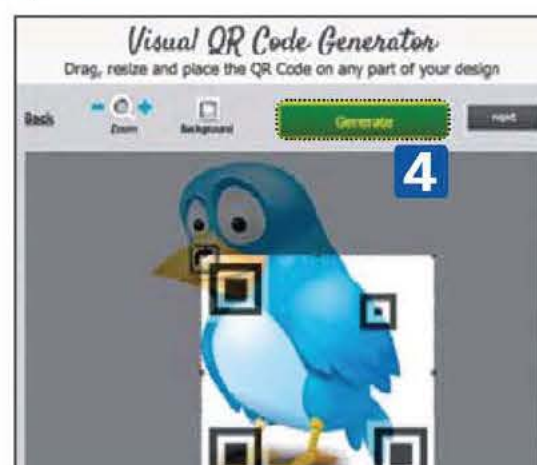 Visual QR Code Generator
Drag, resize and place the QR Code on any part of your design
Basic
Zoom
Background
Generate
4